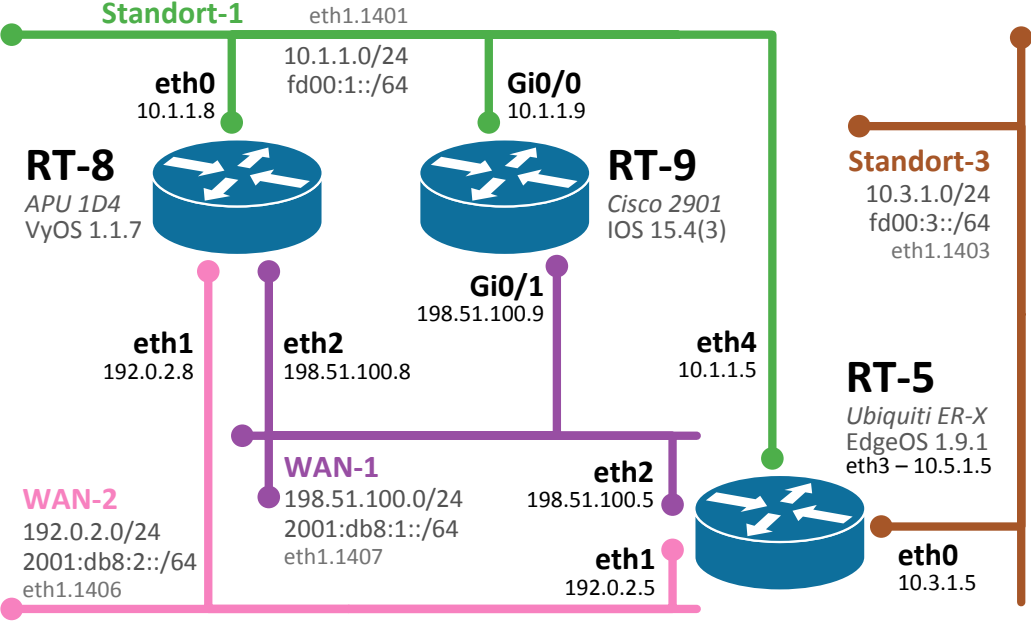 Standort-1
eth1.1401
10.1.1.0/24
fd00:1::/64
eth0
10.1.1.8
Gi0/0
10.1.1.9
RT-8
APU 1D4
VyOS 1.1.7
RT-9
Cisco 2901
IOS 15.4(3)
Standort-3
10.3.1.0/24
fd00:3::/64
eth1.1403
Gi0/1
198.51.100.9
eth1
192.0.2.8
eth2
198.51.100.8
eth4
10.1.1.5
RT-5
Ubiquiti ER-X
EdgeOS 1.9.1
eth3 – 10.5.1.5
WAN-1
198.51.100.0/24
2001:db8:1::/64
eth1.1407
eth2
198.51.100.5
WAN-2
192.0.2.0/24
2001:db8:2::/64
eth1.1406
eth1
192.0.2.5
eth0
10.3.1.5